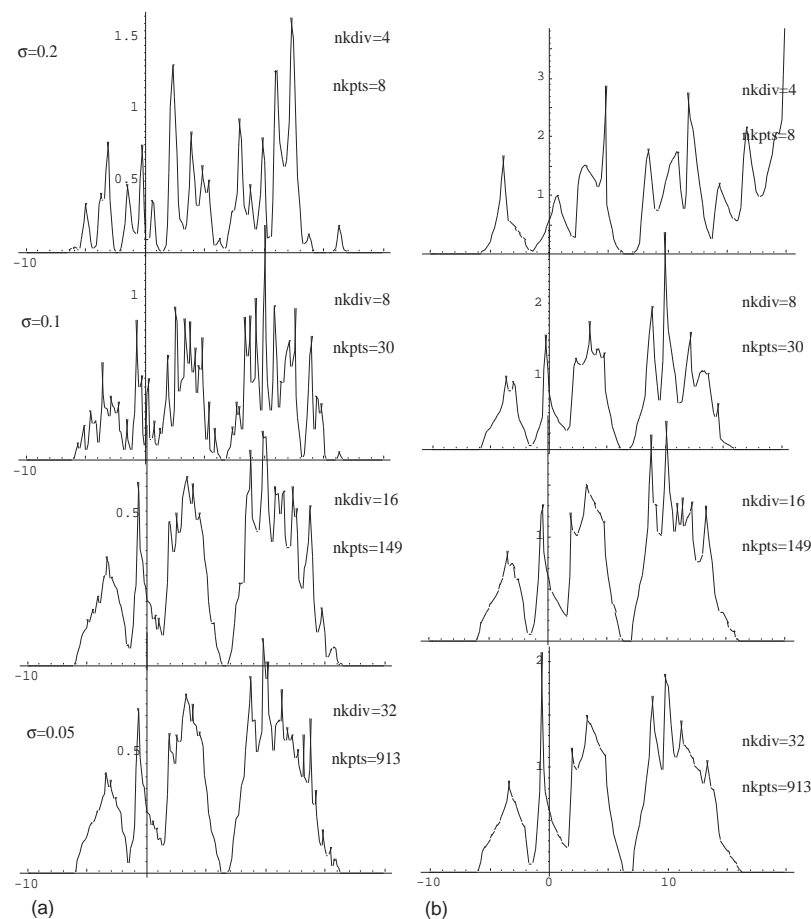 1.5
σ=0.2
nkdiv=4
nkpts=8
1
0.5
-10
3
nkdiv=4
2
nkpts=8
1
1
σ=0.1
nkdiv=8
nkpts=30
-10
2
nkdiv=8
nkpts=30
1
0.5
nkdiv=16
nkpts=149
-10
nkdiv=16
1
nkpts=149
σ=0.05
0.5
nkdiv=32
nkpts=913
-10
2
nkdiv=32
1
nkpts=913
-10
0
10
(a)
(b)